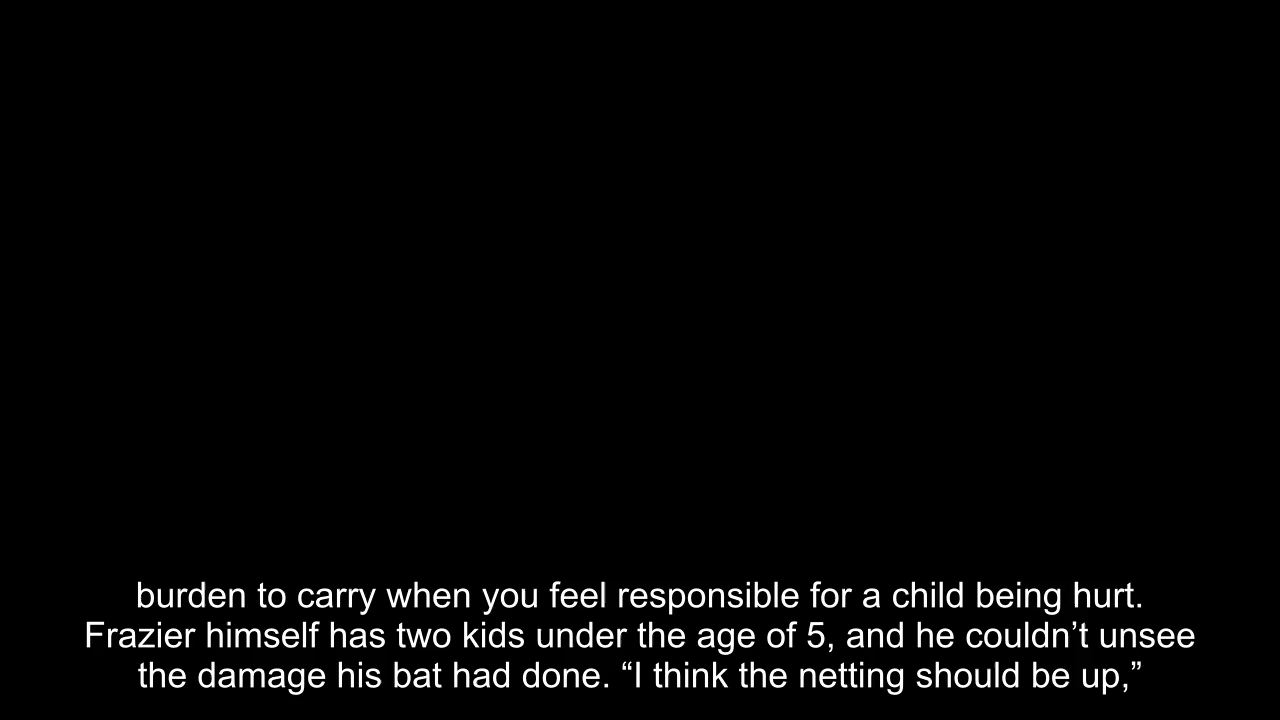 burden to carry when you feel responsible for a child being hurt.
Frazier himself has two kids under the age of 5, and he couldn’t unsee
the damage his bat had done. “I think the netting should be up,”